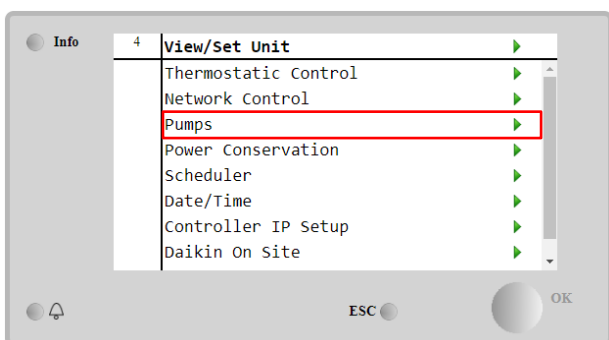 Info
4 View/Set Unit
Thermostatic Control
Network Control
Pumps
Power Conservation
Scheduler
Date/Time
Controller IP Setup
Daikin On Site
ESC
OK